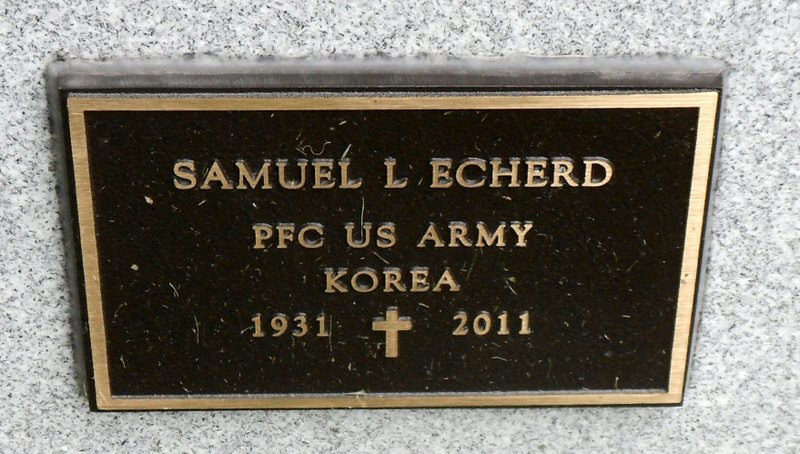 SAMUEL L ECHERD
PFC US ARMY
KOREA
1931 2011